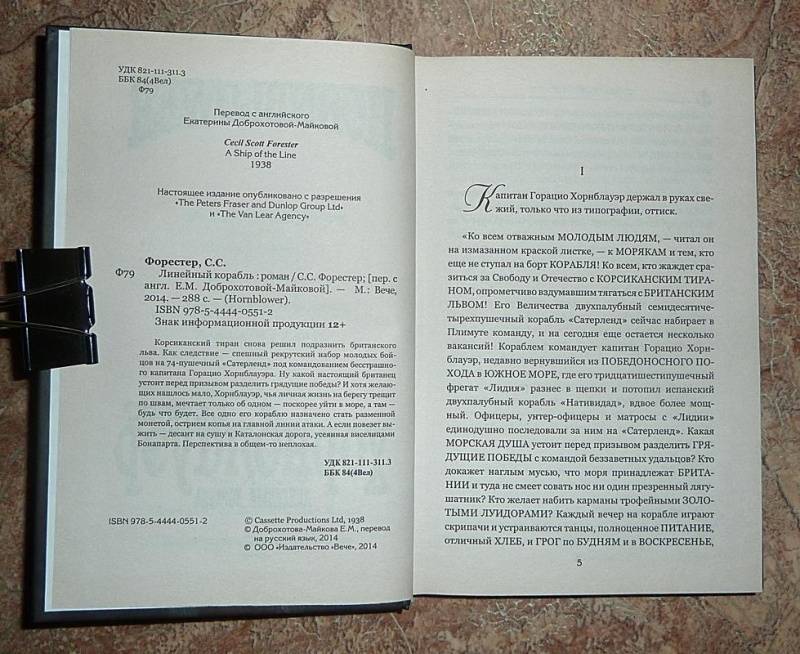 УДК 821-111-311.3
ББК 84(4Вел)
Ф79
Перевод с английского
Екатерины Доброхотовой-Майковой
Cecil Scott Forester
A Ship of the Line
1938
Настоящее издание опубликовано с разрешения
«The Peters Fraser and Dunlop Group Ltd»
и «The Van Lear Agency»
Форестер, С.С.
Ф79
Линейный корабль : роман / С.С. Форестер; [пер. с
англ. Е.М. Доброхотовой-Майковой]. — М.: Вече,
2014. — 288 с. — (Hornblower).
ISBN 978-5-4444-0551-2
Знак информационной продукции 12+
Корсиканский тиран снова решил подразнить британского
льва. Как следствие — спешный рекрутский набор молодых бой-
цов на 74-пушечный «Сатерленд» под командованием бесстрашно-
го капитана Горацио Хорнблауэра. Ну какой настоящий британец
устоит перед призывом разделить грядущие победы? И хотя желаю-
щих нашлось мало, Хорнблауэр, чья личная жизнь на берегу трещит
по швам, мечтает только об одном — поскорее уйти в море, а там —
будь что будет. Все одно его кораблю назначено стать разменной
монетой, острием копья на главной линии атаки. А если повезет вы-
жить — десант на сушу и Каталонская дорога, усеянная виселицами
Бонапарта. Перспектива в общем-то неплохая.
УДК 821-111-311.3
ББК 84(4Вел)
ISBN 978-5-4444-0551-2
© Cassette Productions Ltd, 1938
© Доброхотова-Майкова Е.М., перевод
на русский язык, 2014
© ООО «Издательство «Вече», 2014
I
Капитан Горацио Хорнблауэр держал в руках све-
жий, только что из типографии, оттиск.
«Ко всем отважным МОЛОДЫМ ЛЮДЯМ, — читал он
на измазанном краской листке, — к МОРЯКАМ и тем, кто
еще не ступал на борт КОРАБЛЯ! Ко всем, кто жаждет сра-
зиться за Свободу и Отечество с КОРСИКАНСКИМ ТИРА-
НОМ, опрометчиво вздумавшим тягаться с БРИТАНСКИМ
ЛЬВОМ! Его Величества двухпалубный семидесятиче-
тырехпушечный корабль «Сатерленд» сейчас набирает в
Плимуте команду, и на сегодня еще остается несколько
вакансий! Кораблем командует капитан Горацио Хорн-
блауэр, недавно вернувшийся из ПОБЕДОНОСНОГО ПО-
ХОДА в ЮЖНОЕ МОРЕ, где его тридцатишестипушечный
фрегат «Лидия» разнес в щепки и потопил испанский
двухпалубный корабль «Нативидад», вдвое более мощ-
ный. Офицеры, унтер-офицеры и матросы с «Лидии»
единодушно последовали за ним на «Сатерленд». Какая
МОРСКАЯ ДУША устоит перед призывом разделить ГРЯ-
ДУЩИЕ ПОБЕДЫ с командой беззаветных удальцов? Кто
докажет наглым мусью, что моря принадлежат БРИТА-
НИИ и туда не смеет совать нос ни один презренный лягу-
шатник? Кто желает набить карманы трофейными ЗОЛО-
ТЫМИ ЛУИДОРАМИ? Каждый вечер на корабле играют
скрипачи и устраиваются танцы, полноценное ПИТАНИЕ,
отличный ХЛЕБ, и ГРОГ по БУДНЯМ и в ВОСКРЕСЕНЬЕ,
5